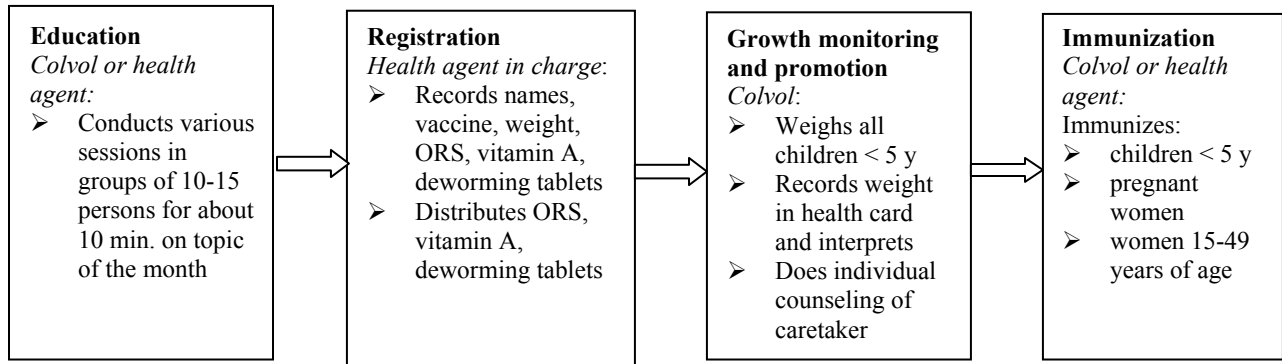 Education
Colvol or health
agent:
➢ Conducts various
sessions in
groups of 10-15
persons for about
10 min. on topic
of the month
Registration
Health agent in charge:
➢ Records names,
vaccine, weight,
ORS, vitamin A,
deworming tablets
➢ Distributes ORS,
vitamin A,
deworming tablets
Growth monitoring
and promotion
Colvol:
➢ Weighs all
children < 5 y
➢ Records weight
in health card
and interprets
➢ Does individual
counseling of
caretaker
Immunization
Colvol or health
agent:
Immunizes:
➢ children < 5 y
➢ pregnant
women
➢ women 15-49
years of age